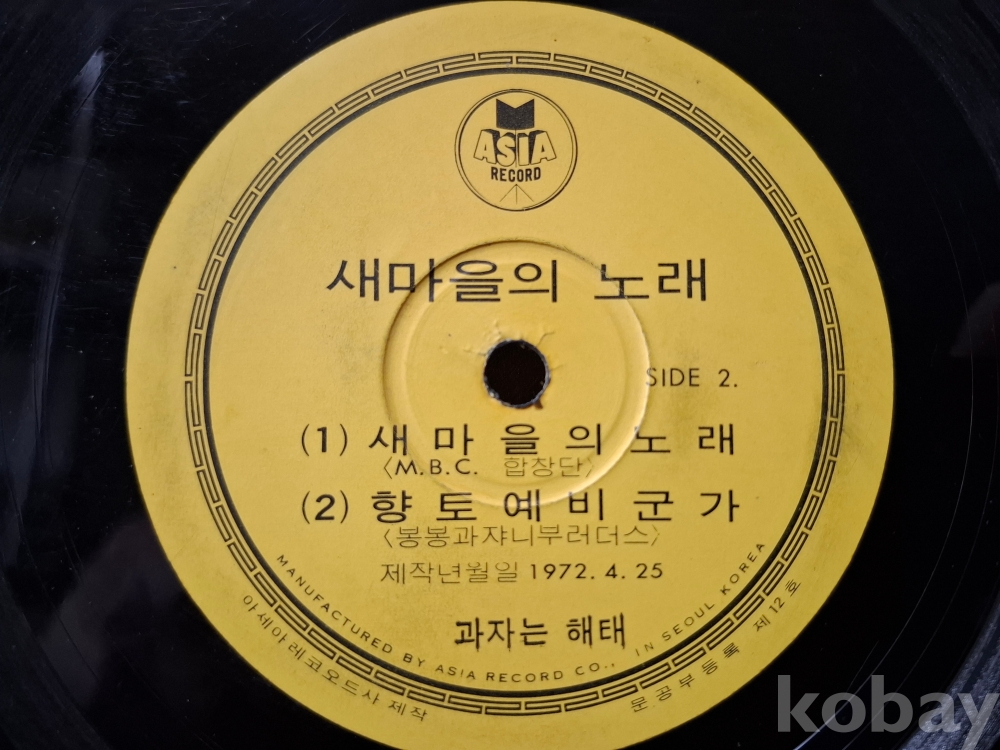 ASIA
RECORD
새마을의 노래
SIDE 2.
(1) 새마을의노래
〈M.B.C. 합창단〉
(2) 향토예비군가
〈봉봉과쟈니부러더스〉
제작년월일 1972. 4. 25
과자는 해태
MANUFACTURED BY ASIA RECORD CO., IN SEOUL KOREA
아세아레코오드사 제작
문공부등록 제12호
kobay